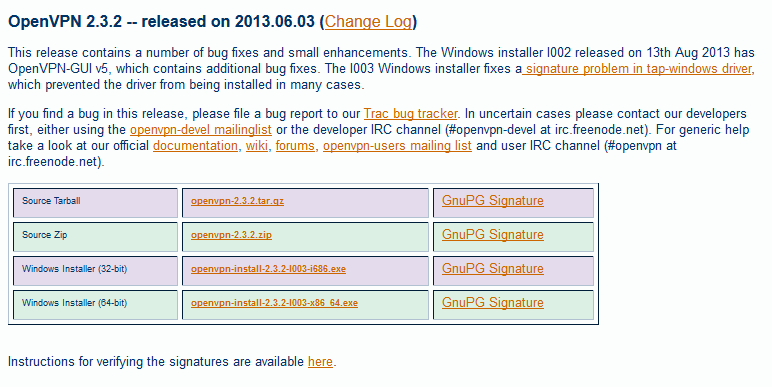 OpenVPN 2.3.2 -- released on 2013.06.03 (Change Log)
This release contains a number of bug fixes and small enhancements. The Windows installer I002 released on 13th Aug 2013 has
OpenVPN-GUI v5, which contains additional bug fixes. The I003 Windows installer fixes a signature problem in tap-windows driver,
which prevented the driver from being installed in many cases.
If you find a bug in this release, please file a bug report to our Trac bug tracker. In uncertain cases please contact our developers
first, either using the openvpn-devel mailinglist or the developer IRC channel (#openvpn-devel at irc.freenode.net). For generic help
take a look at our official documentation, wiki, forums, openvpn-users mailing list and user IRC channel (#openvpn at
irc.freenode.net).
Source Tarball openvpn-2.3.2.tar.gz GnuPG Signature
Source Zip openvpn-2.3.2.zip GnuPG Signature
Windows Installer (32-bit) openvpn-install-2.3.2-I003-i686.exe GnuPG Signature
Windows Installer (64-bit) openvpn-install-2.3.2-I003-x86_64.exe GnuPG Signature
Instructions for verifying the signatures are available here.